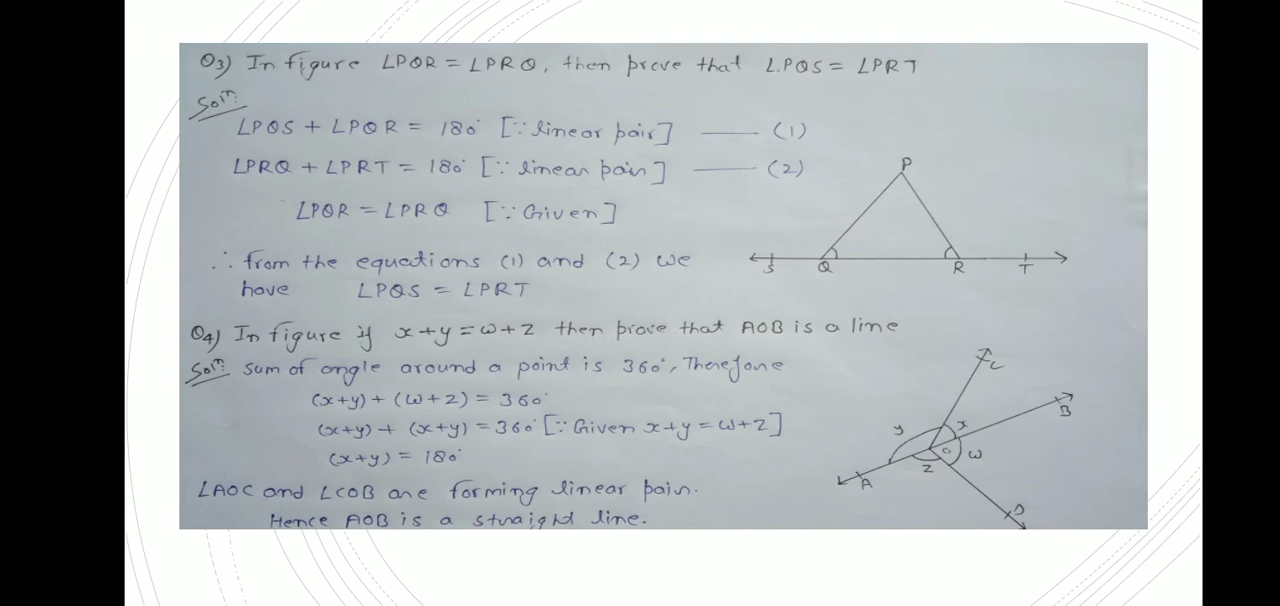 Q3) In figure ∠PQR = ∠PRQ, then prove that ∠.PQS = ∠PRT
Soln:
∠PQS + ∠PQR = 180° [∵ linear pair] —— (1)
∠PRQ + ∠PRT = 180° [∵ linear pair] —— (2)
∠PQR = ∠PRQ [∵ Given]
∴ from the equations (1) and (2) we
have ∠PQS = ∠PRT
P
S Q R T
Q4) In figure if x+y = w+z then prove that AOB is a line
Soln: Sum of angle around a point is 360°, Therefore
(x+y) + (w+z) = 360°
(x+y) + (x+y) = 360° [∵ Given x+y = w+z]
(x+y) = 180°
∠AOC and ∠COB are forming linear pair.
Hence AOB is a straight line.
C
B
y x
O w
z
A
D